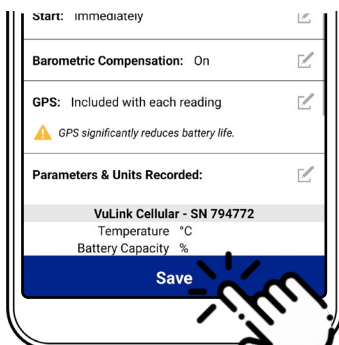 Start: Immediately
Barometric Compensation: On
GPS: Included with each reading
GPS significantly reduces battery life.
Parameters & Units Recorded:
VuLink Cellular - SN 794772
Temperature °C
Battery Capacity %
Save